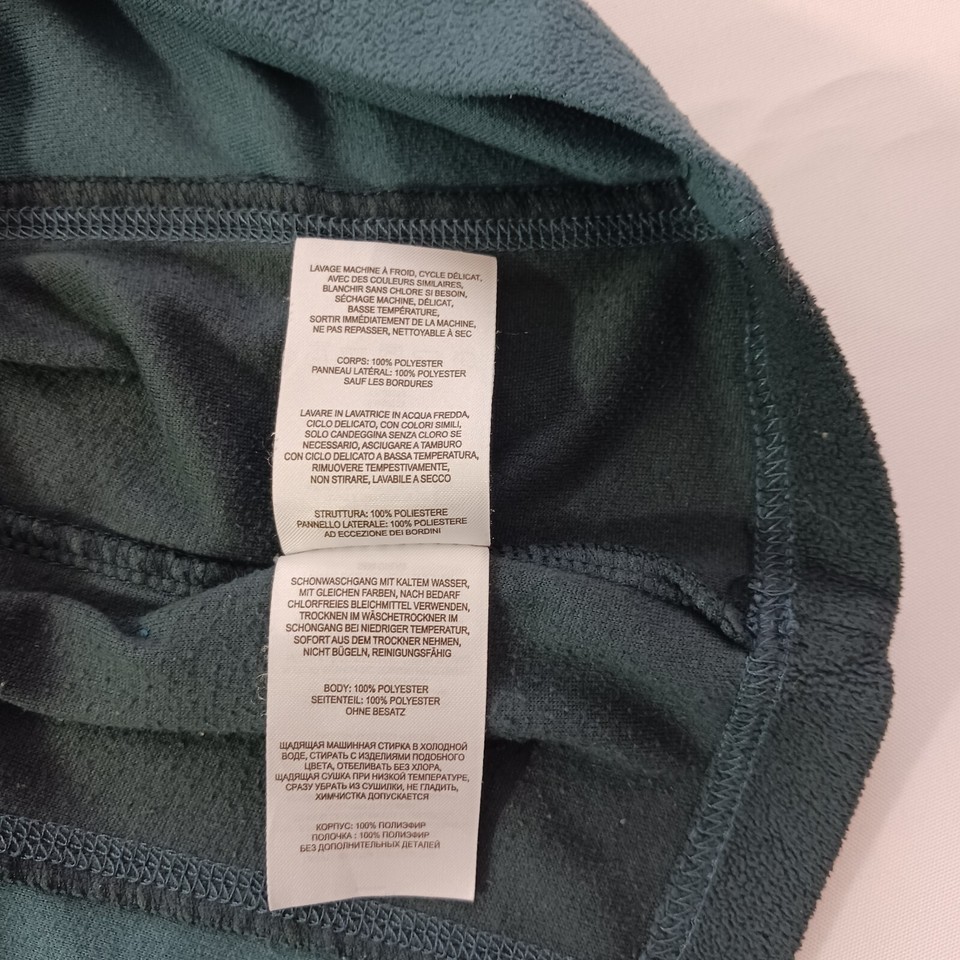 LAVAGE MACHINE À FROID, CYCLE DÉLICAT,
AVEC DES COULEURS SIMILAIRES,
BLANCHIR SANS CHLORE SI BESOIN,
SÉCHAGE MACHINE, DÉLICAT,
BASSE TEMPÉRATURE,
SORTIR IMMÉDIATEMENT DE LA MACHINE,
NE PAS REPASSER, NETTOYABLE À SEC
CORPS: 100% POLYESTER
PANNEAU LATÉRAL: 100% POLYESTER
SAUF LES BORDURES
LAVARE IN LAVATRICE IN ACQUA FREDDA,
CICLO DELICATO, CON COLORI SIMILI,
SOLO CANDEGGINA SENZA CLORO SE
NECESSARIO, ASCIUGARE A TAMBURO
CON CICLO DELICATO A BASSA TEMPERATURA,
RIMUOVERE TEMPESTIVAMENTE,
NON STIRARE, LAVABILE A SECCO
STRUTTURA: 100% POLIESTERE
PANNELLO LATERALE: 100% POLIESTERE
AD ECCEZIONE DEI BORDINI
SCHONWASCHGANG MIT KALTEM WASSER,
MIT GLEICHEN FARBEN, NACH BEDARF
CHLORFREIES BLEICHMITTEL VERWENDEN,
TROCKNEN IM WÄSCHETROCKNER IM
SCHONGANG BEI NIEDRIGER TEMPERATUR,
SOFORT AUS DEM TROCKNER NEHMEN,
NICHT BÜGELN, REINIGUNGSFÄHIG
BODY: 100% POLYESTER
SEITENTEIL: 100% POLYESTER
OHNE BESATZ
ЩАДЯЩАЯ МАШИННАЯ СТИРКА В ХОЛОДНОЙ
ВОДЕ, СТИРАТЬ С ИЗДЕЛИЯМИ ПОДОБНОГО
ЦВЕТА, ОТБЕЛИВАТЬ БЕЗ ХЛОРА,
ЩАДЯЩАЯ СУШКА ПРИ НИЗКОЙ ТЕМПЕРАТУРЕ,
СРАЗУ УБРАТЬ ИЗ СУШИЛКИ, НЕ ГЛАДИТЬ,
ХИМЧИСТКА ДОПУСКАЕТСЯ
КОРПУС: 100% ПОЛИЭФИР
ПОЛОЧКА : 100% ПОЛИЭФИР
БЕЗ ДОПОЛНИТЕЛЬНЫХ ДЕТАЛЕЙ